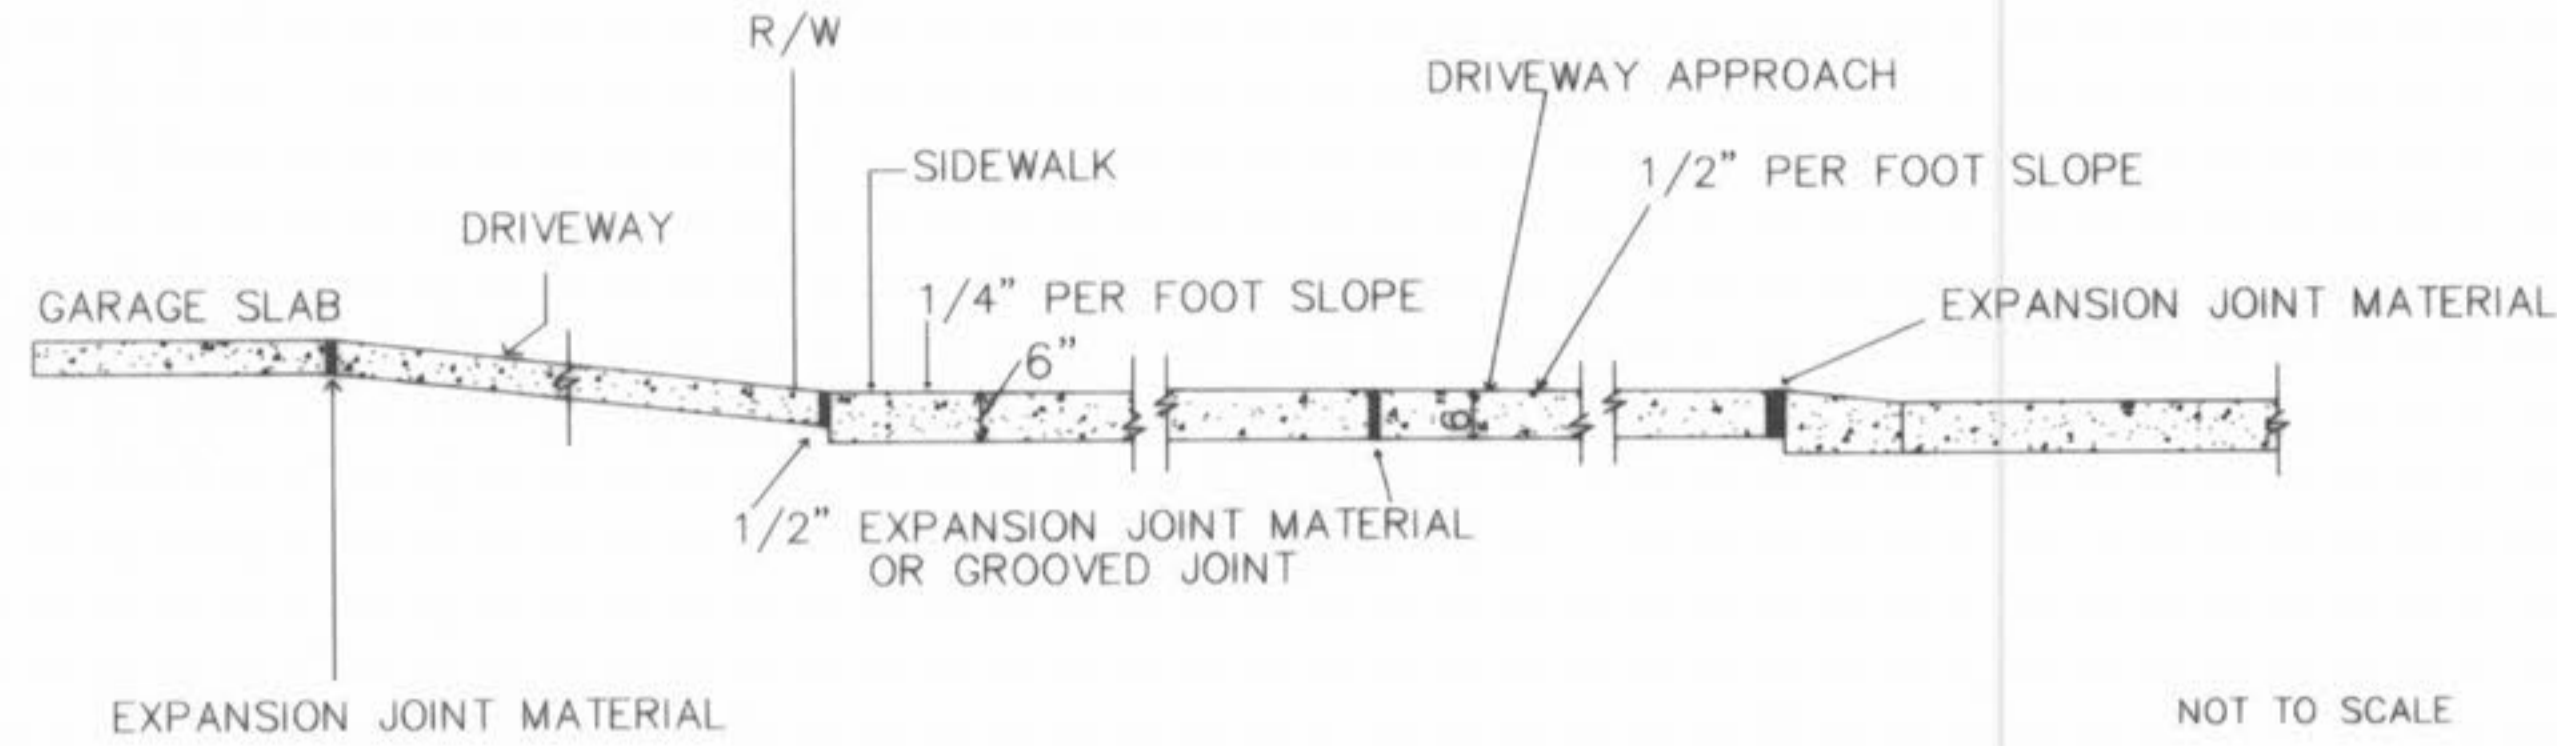 R/W
DRIVEWAY APPROACH
SIDEWALK
1/2” PER FOOT SLOPE
DRIVEWAY
GARAGE SLAB
1/4” PER FOOT SLOPE
EXPANSION JOINT MATERIAL
6”
6
1/2” EXPANSION JOINT MATERIAL
OR GROOVED JOINT
EXPANSION JOINT MATERIAL
NOT TO SCALE